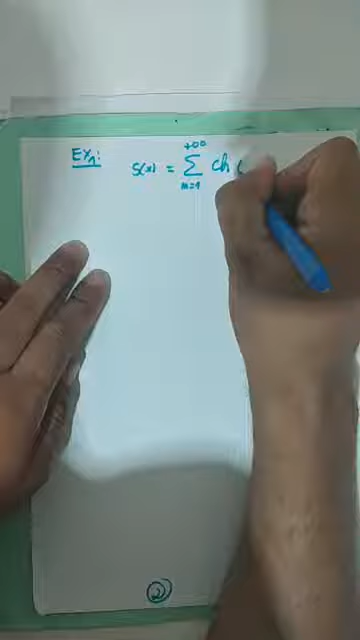 EX1:
S(x) = +∞ ∑ n=1 ch (
②